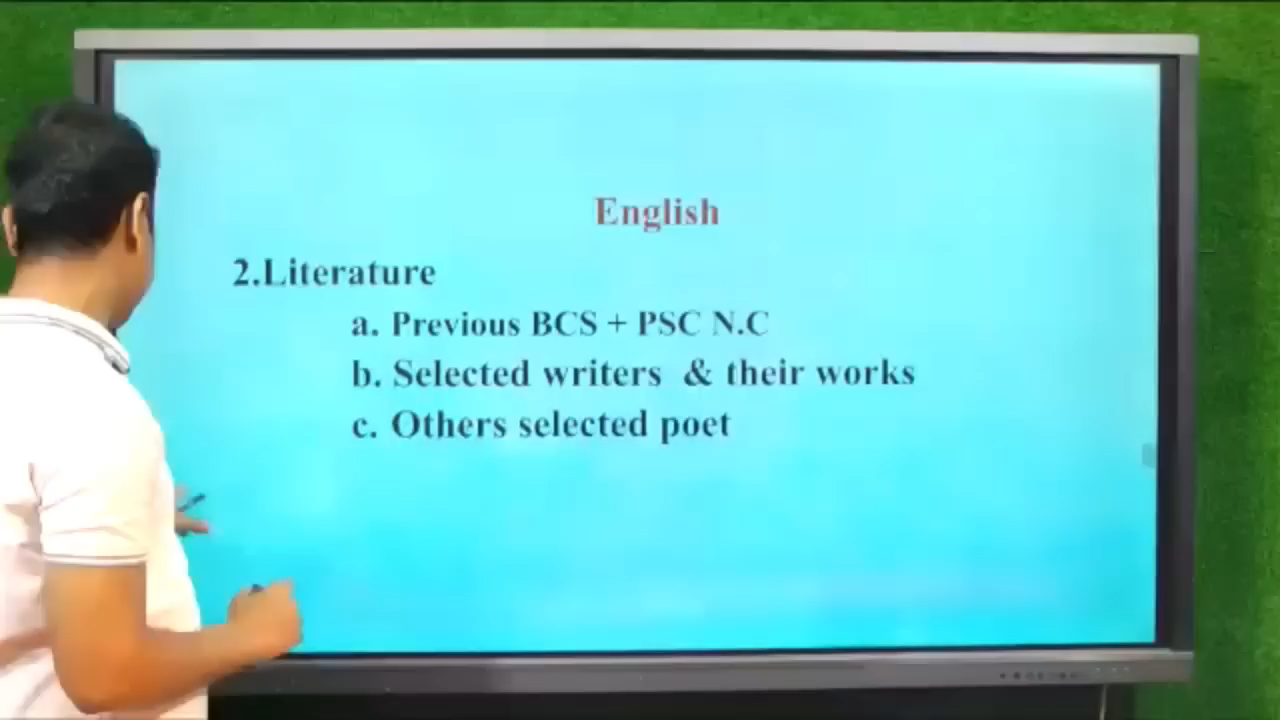 English
2.Literature
a. Previous BCS + PSC N.C
b. Selected writers & their works
c. Others selected poet